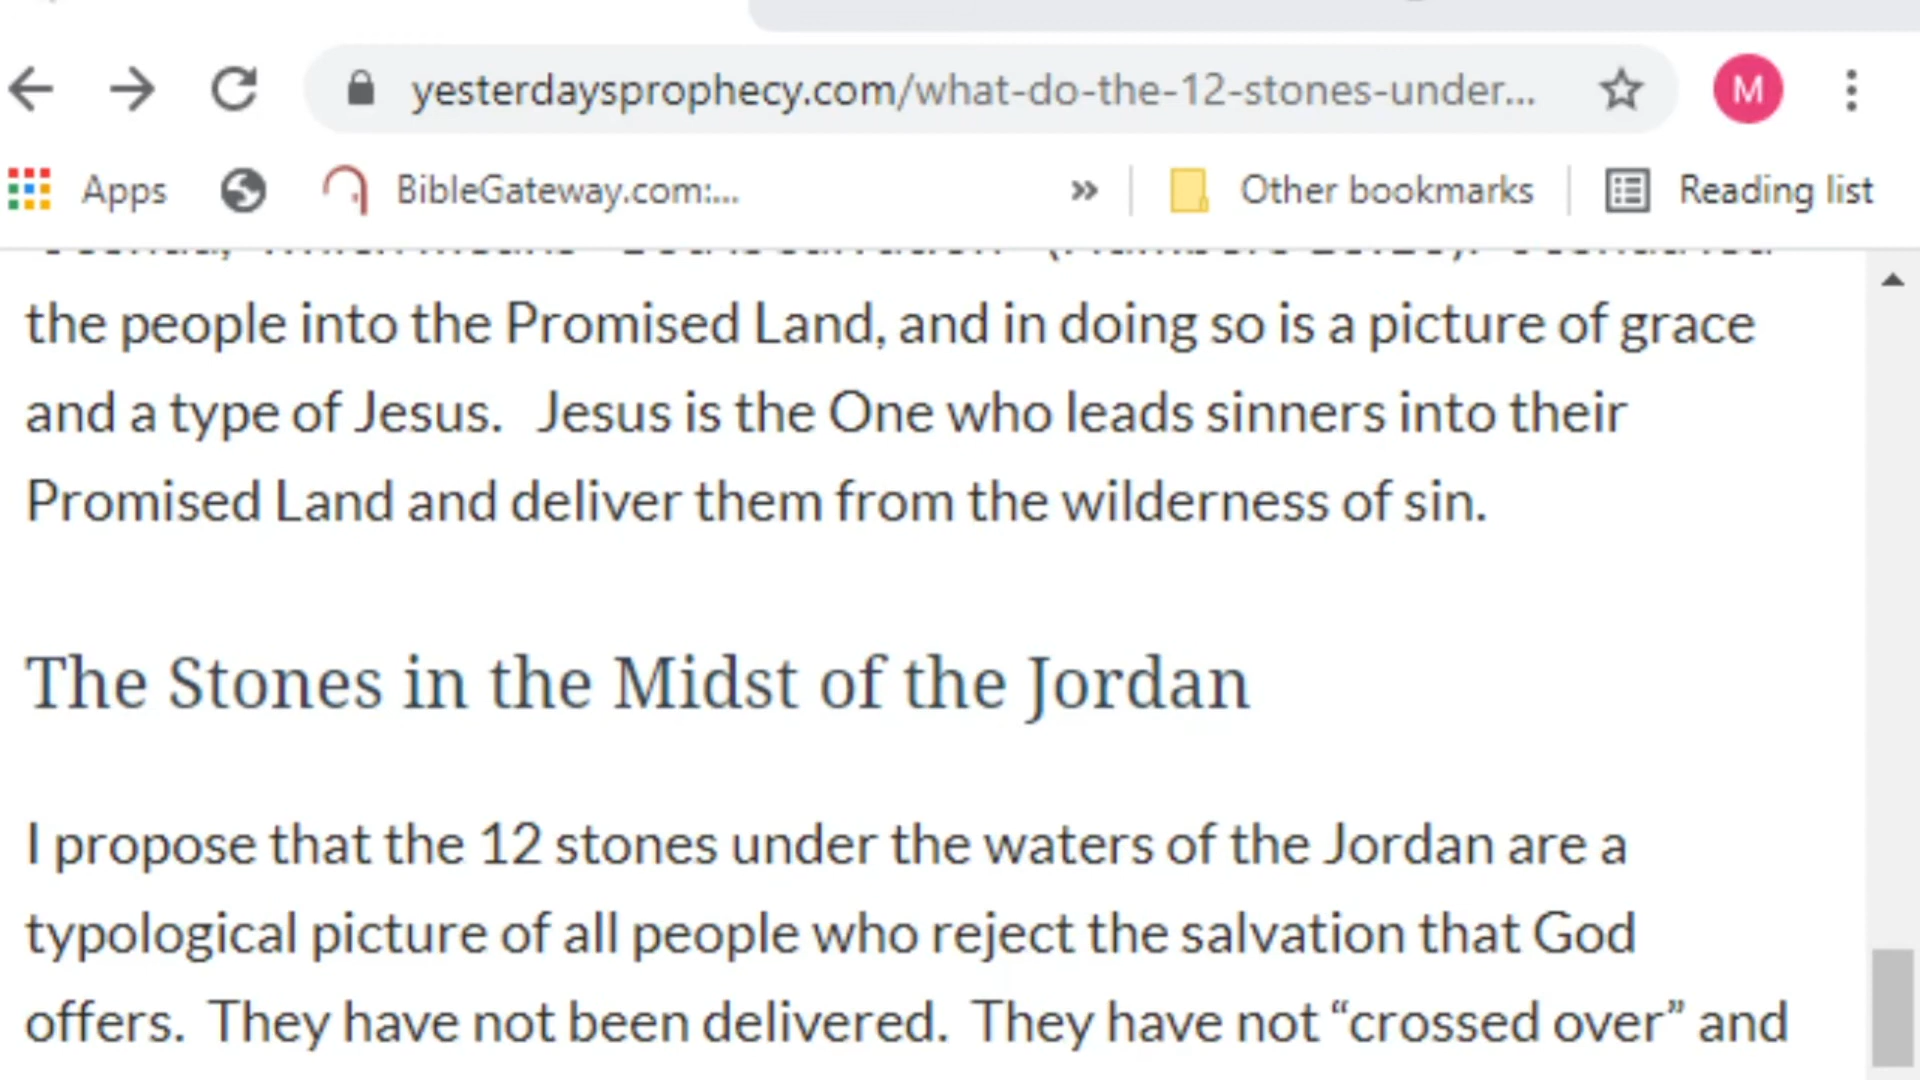 yesterdaysprophecy.com/what-do-the-12-stones-under...
M
Apps
BibleGateway.com:...
»
Other bookmarks
Reading list
the people into the Promised Land, and in doing so is a picture of grace
and a type of Jesus.   Jesus is the One who leads sinners into their
Promised Land and deliver them from the wilderness of sin.
The Stones in the Midst of the Jordan
I propose that the 12 stones under the waters of the Jordan are a
typological picture of all people who reject the salvation that God
offers.  They have not been delivered.  They have not “crossed over” and